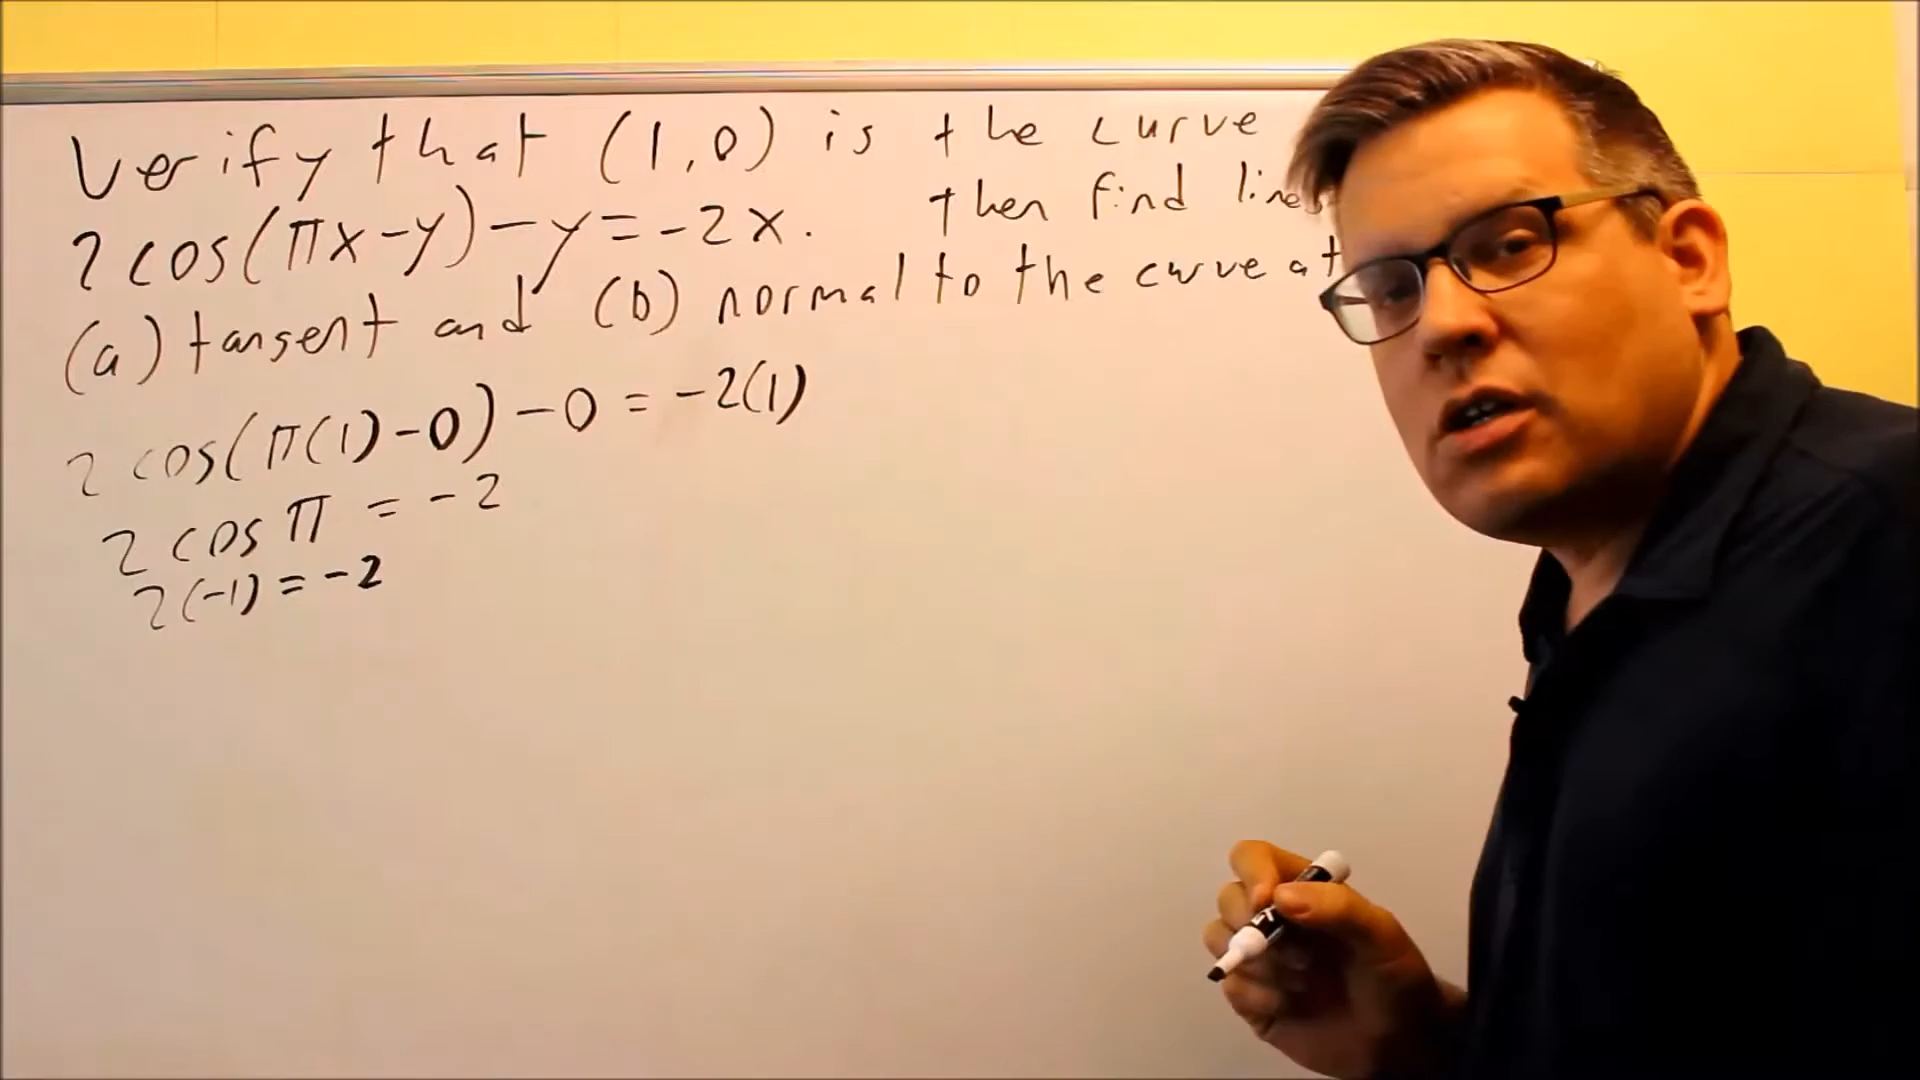 Verify that (1,0) is the curve
2cos(πx-y)-y=-2x. then find lines
(a) tangent and (b) normal to the curve at
2 cos(π(1)-0)-0=-2(1)
2 cos π = -2
2(-1) = -2